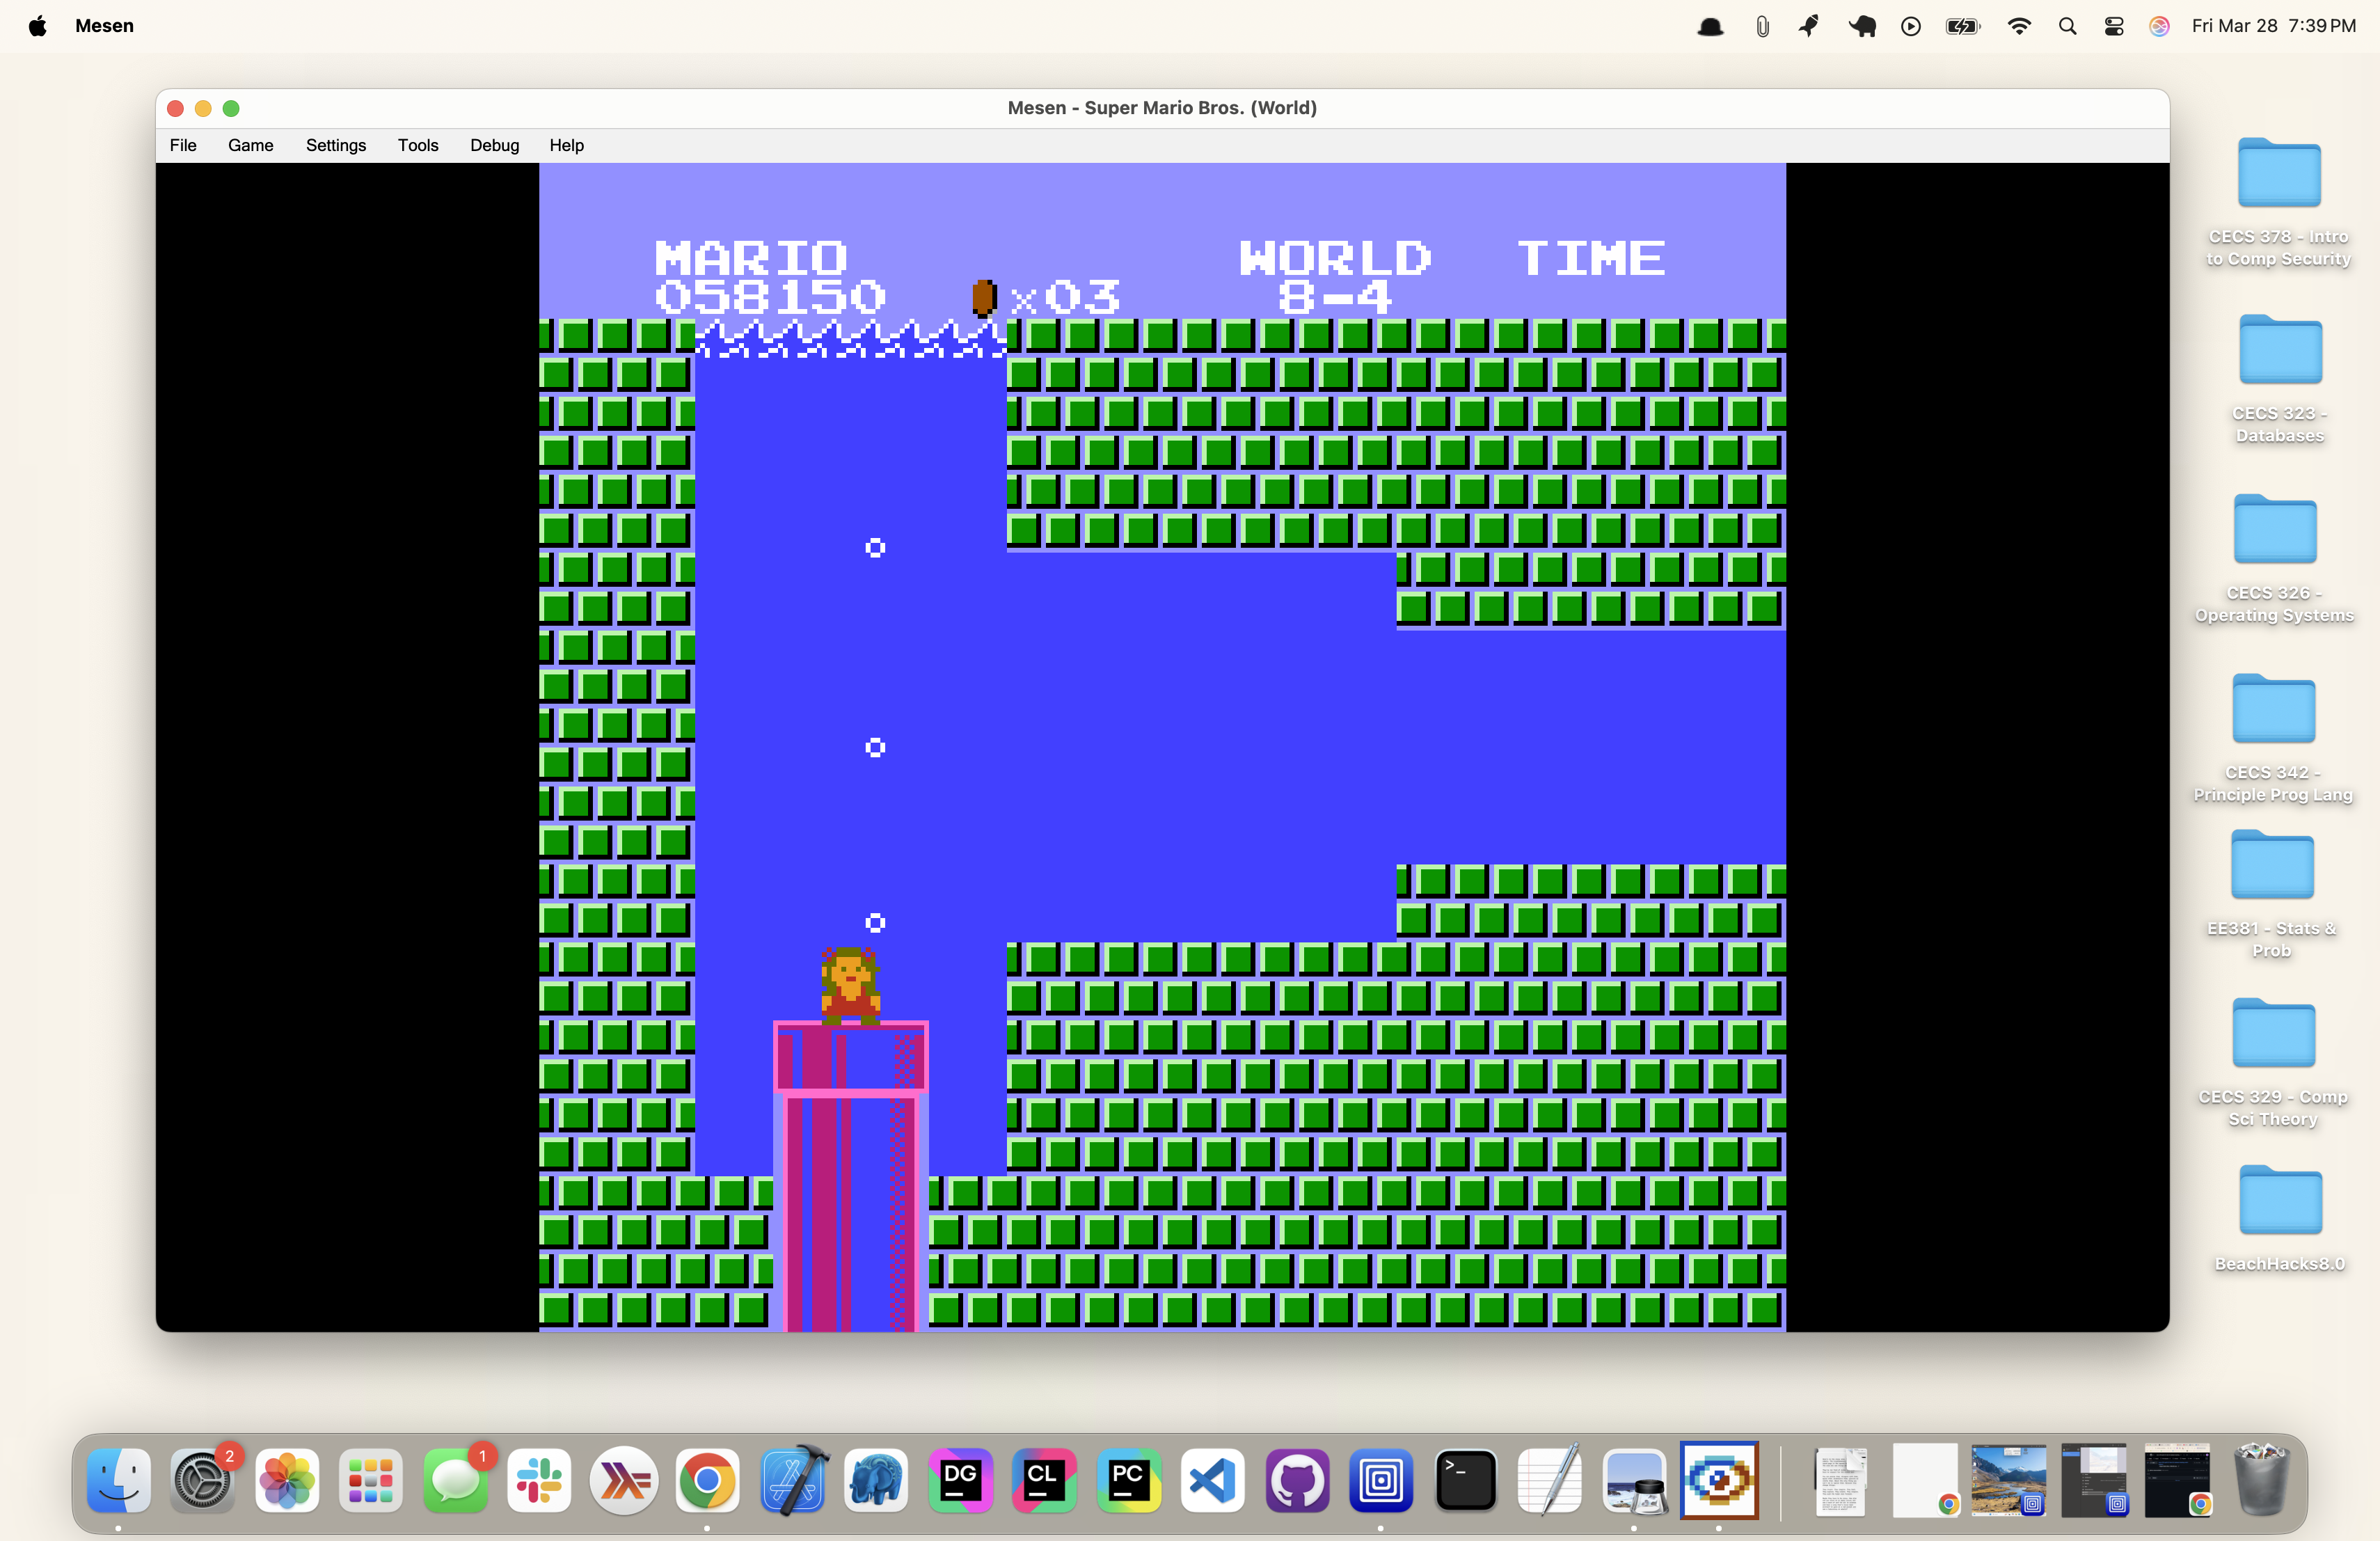 Mesen
Fri Mar 28 7:39 PM
Mesen - Super Mario Bros. (World)
File Game Settings Tools Debug Help
MARIO WORLD TIME
058150 x03 8-4
CECS 378 - Intro
to Comp Security
CECS 323 -
Databases
CECS 326 -
Operating Systems
CECS 342 -
Principle Prog Lang
EE381 - Stats &
Prob
CECS 329 - Comp
Sci Theory
BeachHacks8.0
2
1
DG
CL
PC
>_